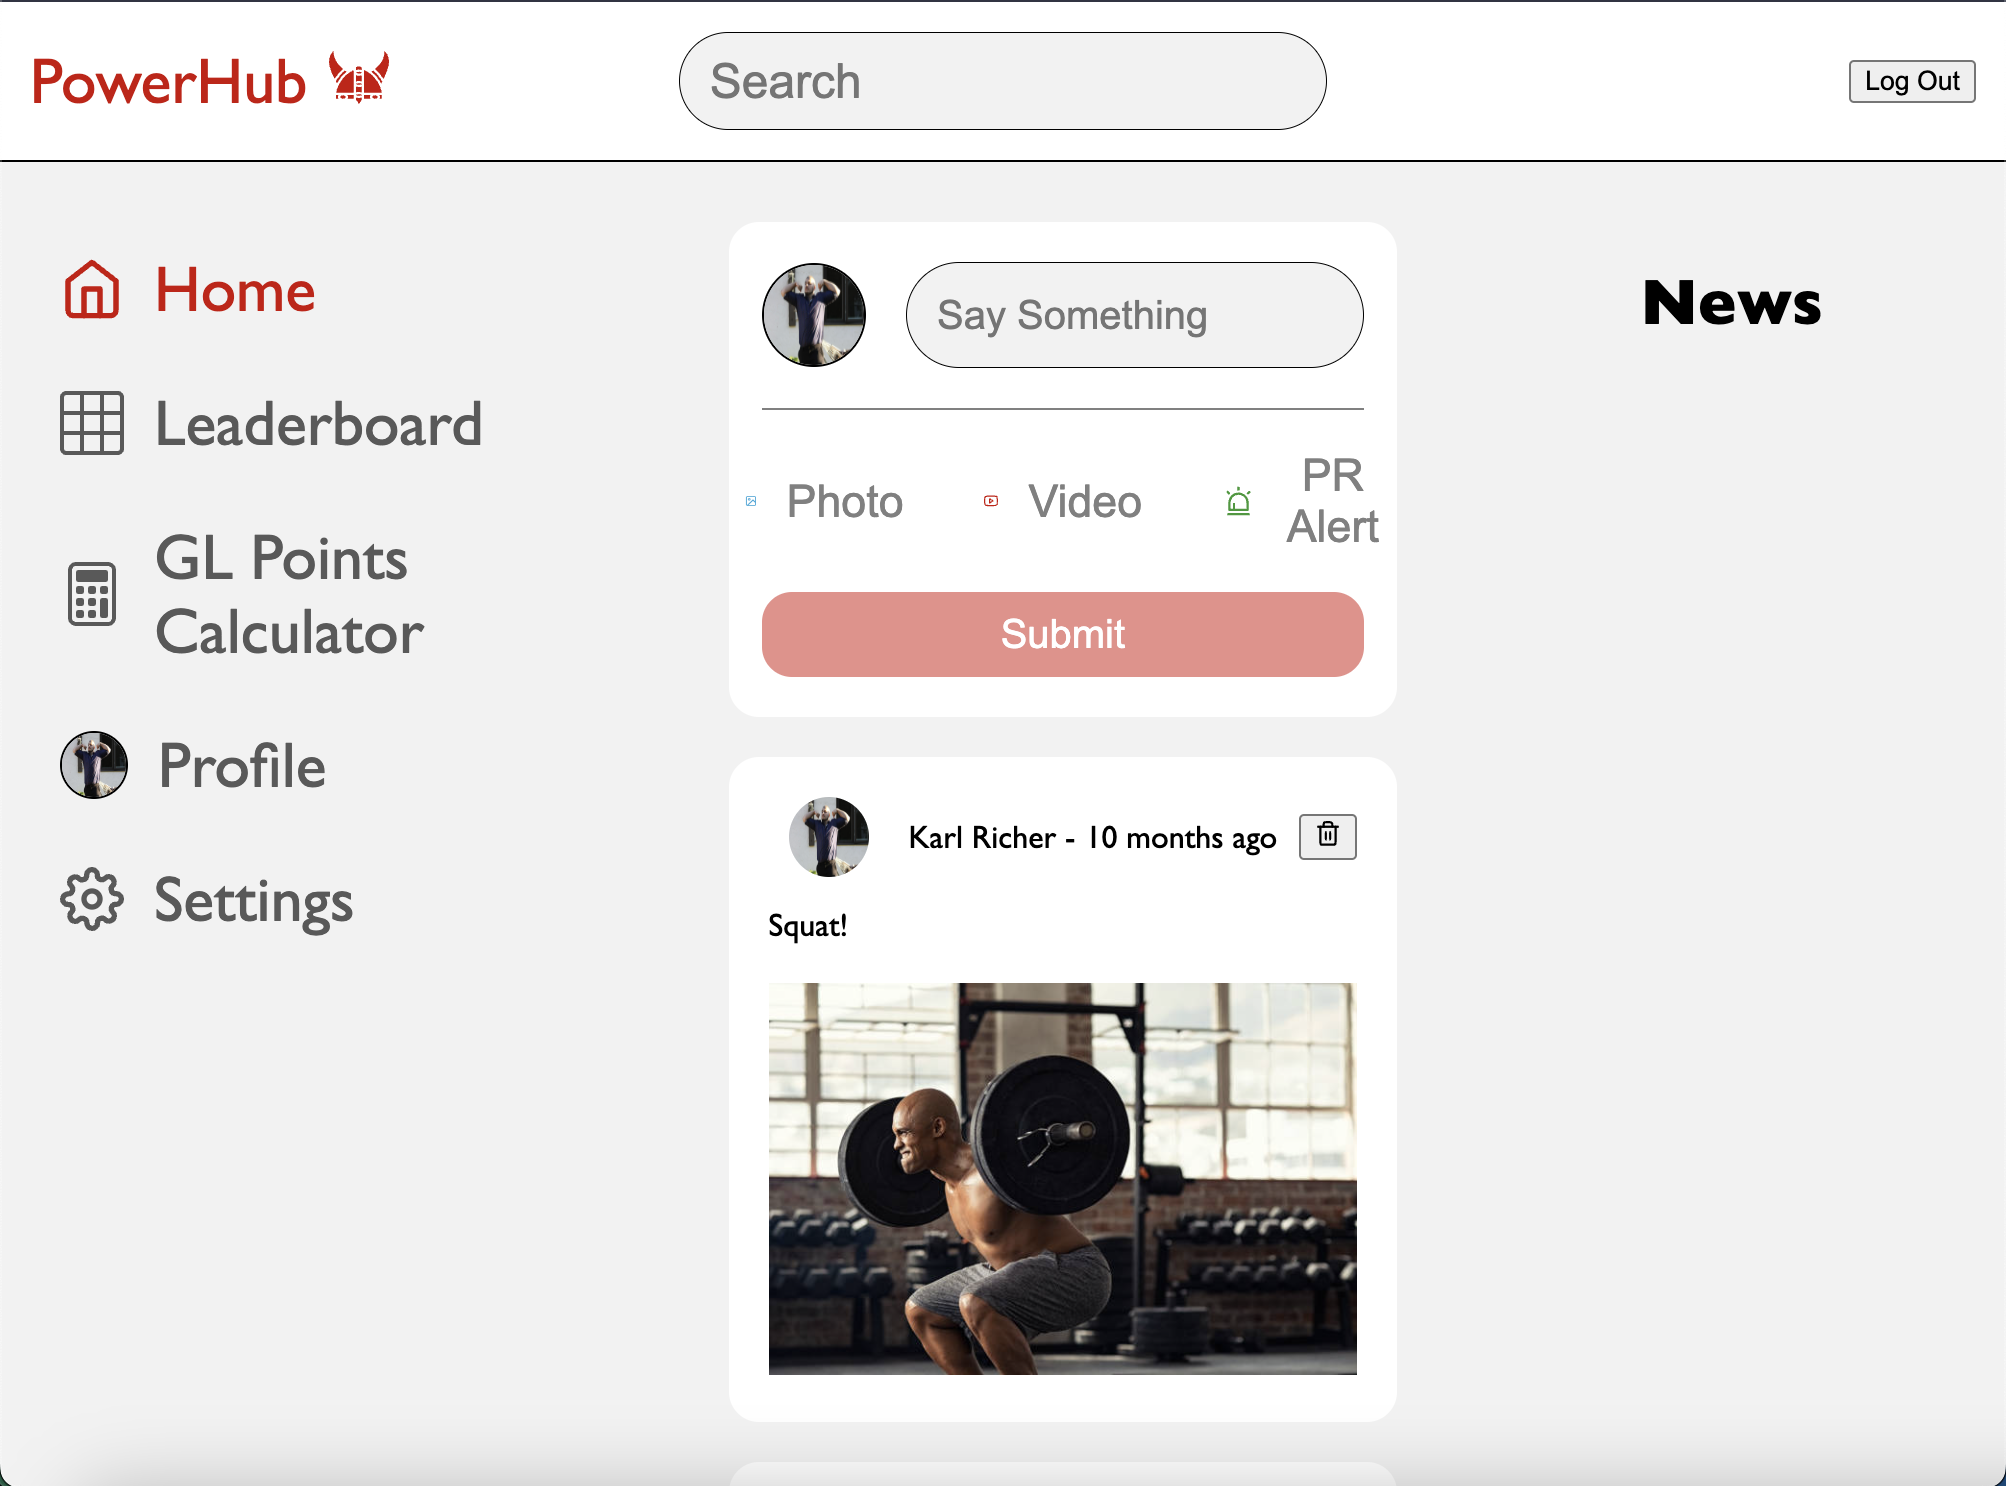 PowerHub
Search
Log Out
Home
Leaderboard
GL Points
Calculator
Profile
Settings
Say Something
Photo
Video
PR
Alert
Submit
Karl Richer - 10 months ago
Squat!
News